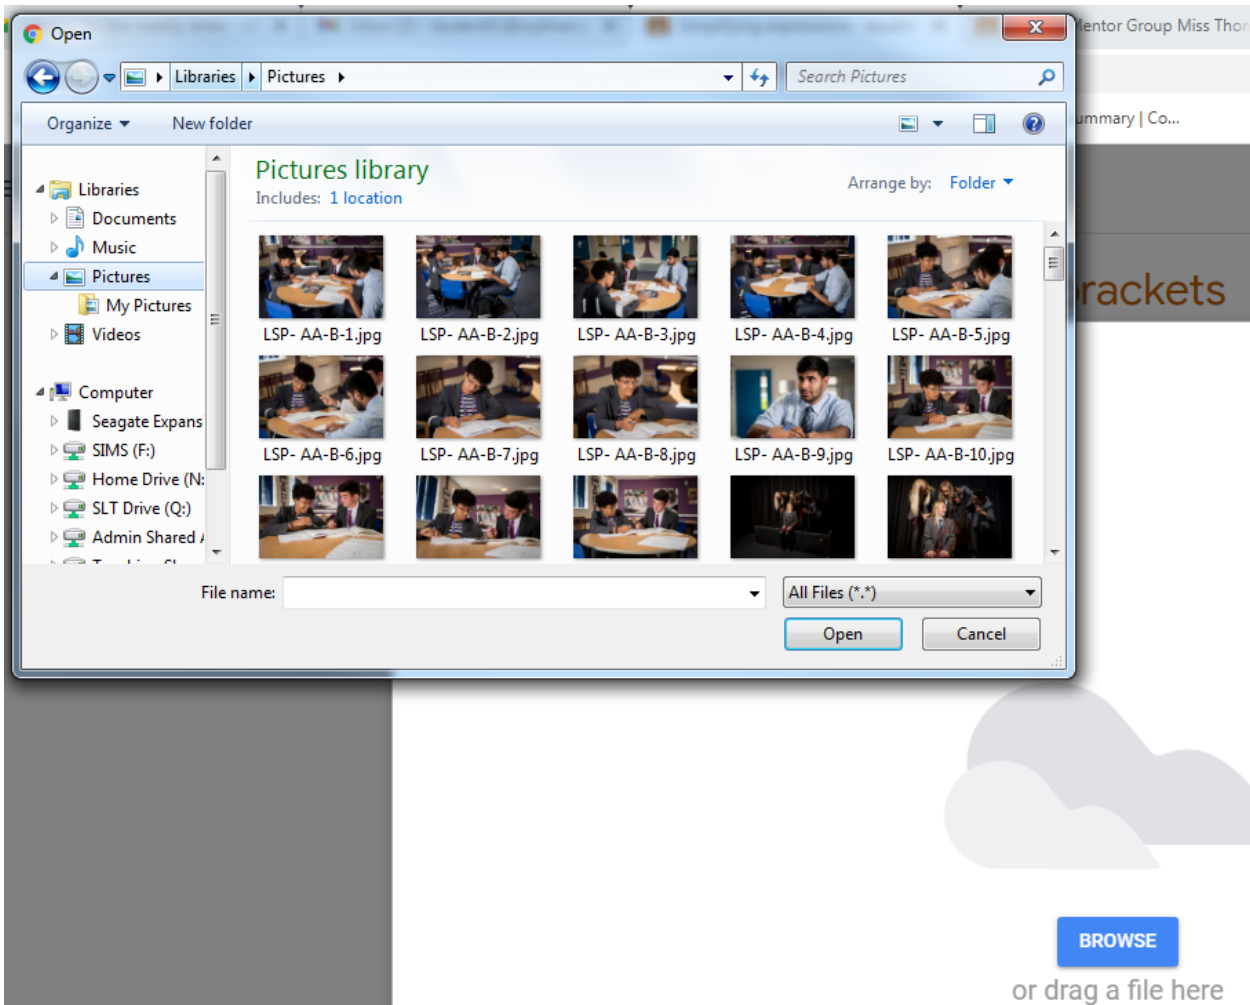 Open
Mentor Group Miss Thor
Libraries
Pictures
Search Pictures
Organize
New folder
ummary | Co...
Pictures library
Includes: 1 location
Arrange by: Folder
Libraries
Documents
Music
Pictures
My Pictures
Videos
Computer
Seagate Expans
SIMS (F:)
Home Drive (N:
SLT Drive (Q:)
Admin Shared
LSP- AA-B-1.jpg
LSP- AA-B-2.jpg
LSP- AA-B-3.jpg
LSP- AA-B-4.jpg
LSP- AA-B-5.jpg
LSP- AA-B-6.jpg
LSP- AA-B-7.jpg
LSP- AA-B-8.jpg
LSP- AA-B-9.jpg
LSP- AA-B-10.jpg
rackets
File name:
All Files (*.*)
Open
Cancel
BROWSE
or drag a file here